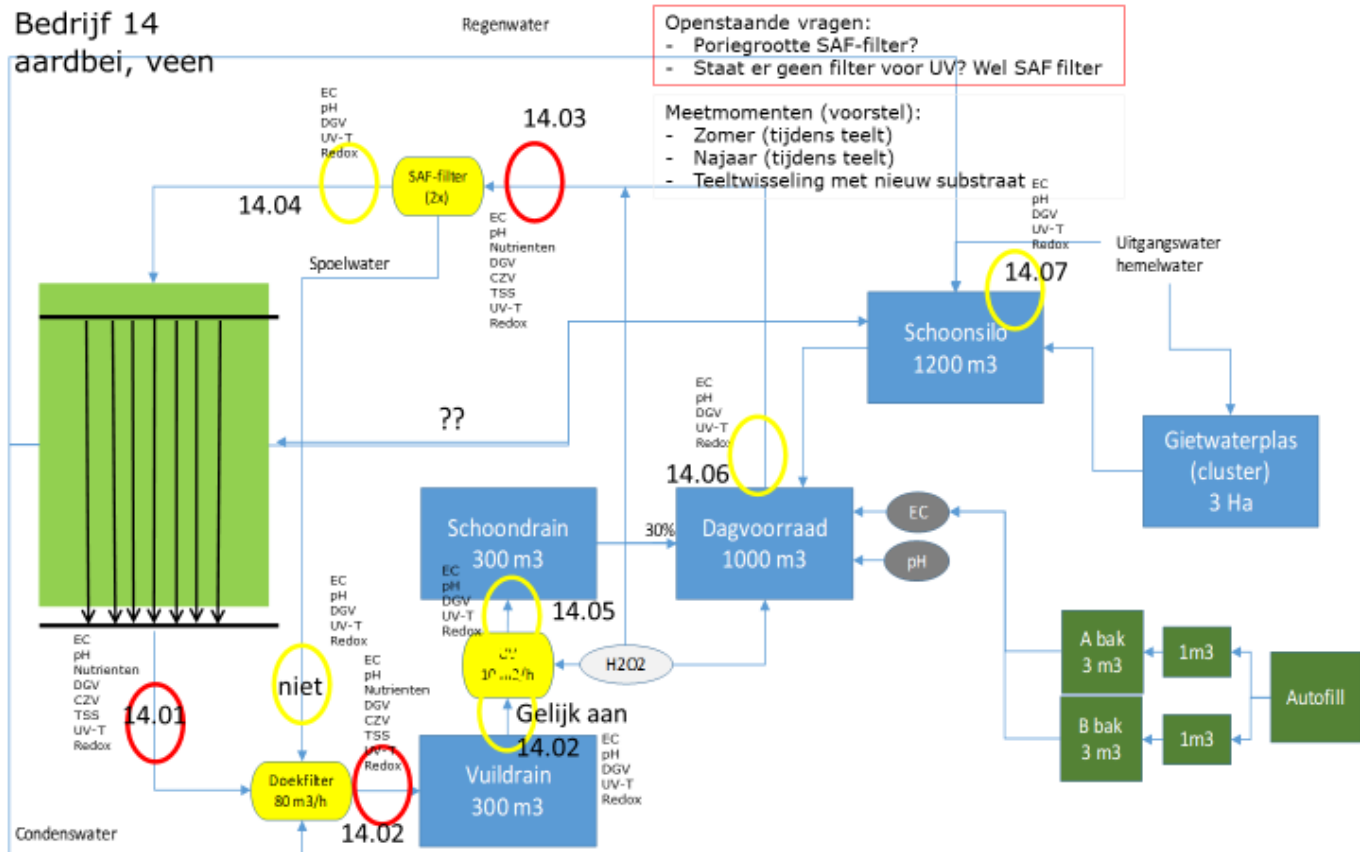 Bedrijf 14
aardbei, veen
Regenwater
Openstaande vragen:
- Poriegrootte SAF-filter?
- Staat er geen filter voor UV? Wel SAF filter
Meetmomenten (voorstel):
- Zomer (tijdens teelt)
- Najaar (tijdens teelt)
- Teeltwisseling met nieuw substraat
EC
pH
DGV
UV-T
Redox
14.03
SAF-filter
(2x)
14.04
EC
pH
Nutrienten
DGV
CZV
TSS
UV-T
Redox
Spoelwater
EC
pH
DGV
UV-T
Redox
14.07
Uitgangswater
hemelwater
Schoonsilo
1200 m3
??
EC
pH
DGV
UV-T
Redox
14.06
Gietwaterplas
(cluster)
3 Ha
Schoondrain
300 m3
30%
Dagvoorraad
1000 m3
EC
pH
EC
pH
DGV
UV-T
Redox
14.05
EC
pH
DGV
UV-T
Redox
niet
UV
H2O2
A bak
3 m3
1m3
B bak
3 m3
1m3
Autofill
EC
pH
Nutrienten
DGV
CZV
TSS
UV-T
Redox
14.01
EC
pH
Nutrienten
DGV
CZV
TSS
UV-T
Redox
Gelijk aan
14.02
EC
pH
DGV
UV-T
Redox
Doekfilter
80 m3/h
14.02
Vuildrain
300 m3
Condenswater